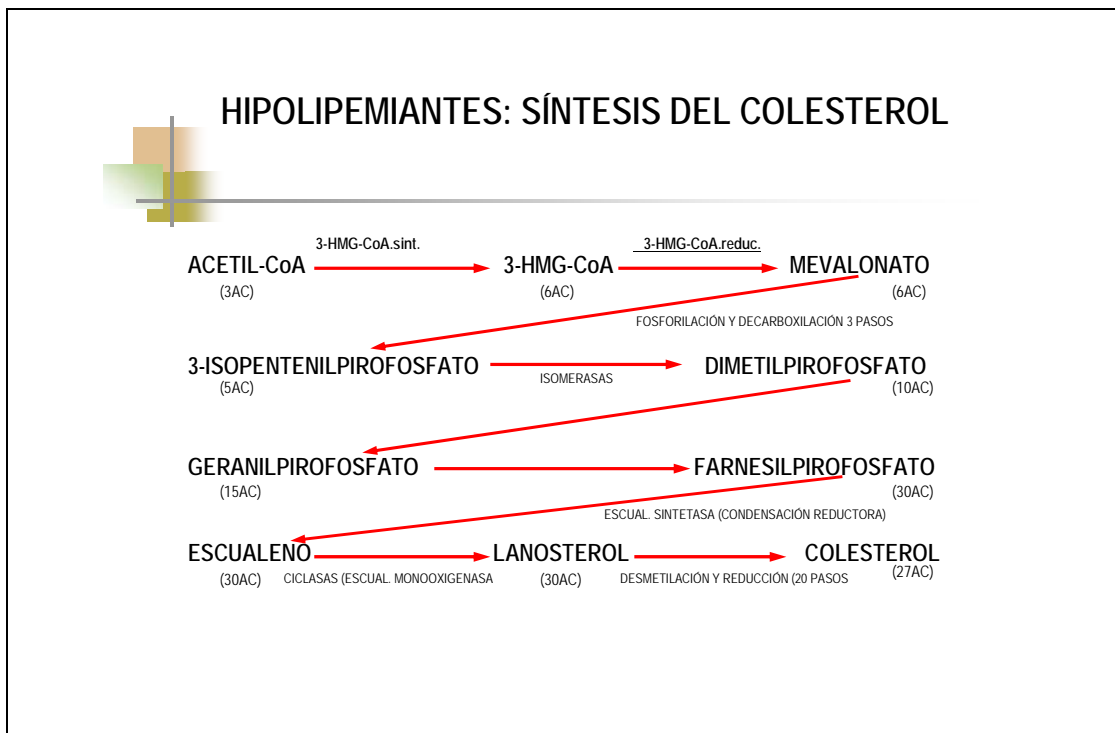 HIPOLIPEMIANTES: SÍNTESIS DEL COLESTEROL
3-HMG-CoA.sint. 3-HMG-CoA.reduc.
ACETIL-CoA 3-HMG-CoA MEVALONATO
(3AC) (6AC) (6AC)
FOSFORILACIÓN Y DECARBOXILACIÓN 3 PASOS
3-ISOPENTENILPIROFOSFATO DIMETILPIROFOSFATO
(5AC) ISOMERASAS (10AC)
GERANILPIROFOSFATO FARNESILPIROFOSFATO
(15AC) (30AC)
ESCUAL. SINTETASA (CONDENSACIÓN REDUCTORA)
ESCUALENO LANOSTEROL COLESTEROL
(30AC) CICLASAS (ESCUAL. MONOOXIGENASA (30AC) DESMETILACIÓN Y REDUCCIÓN (20 PASOS (27AC)